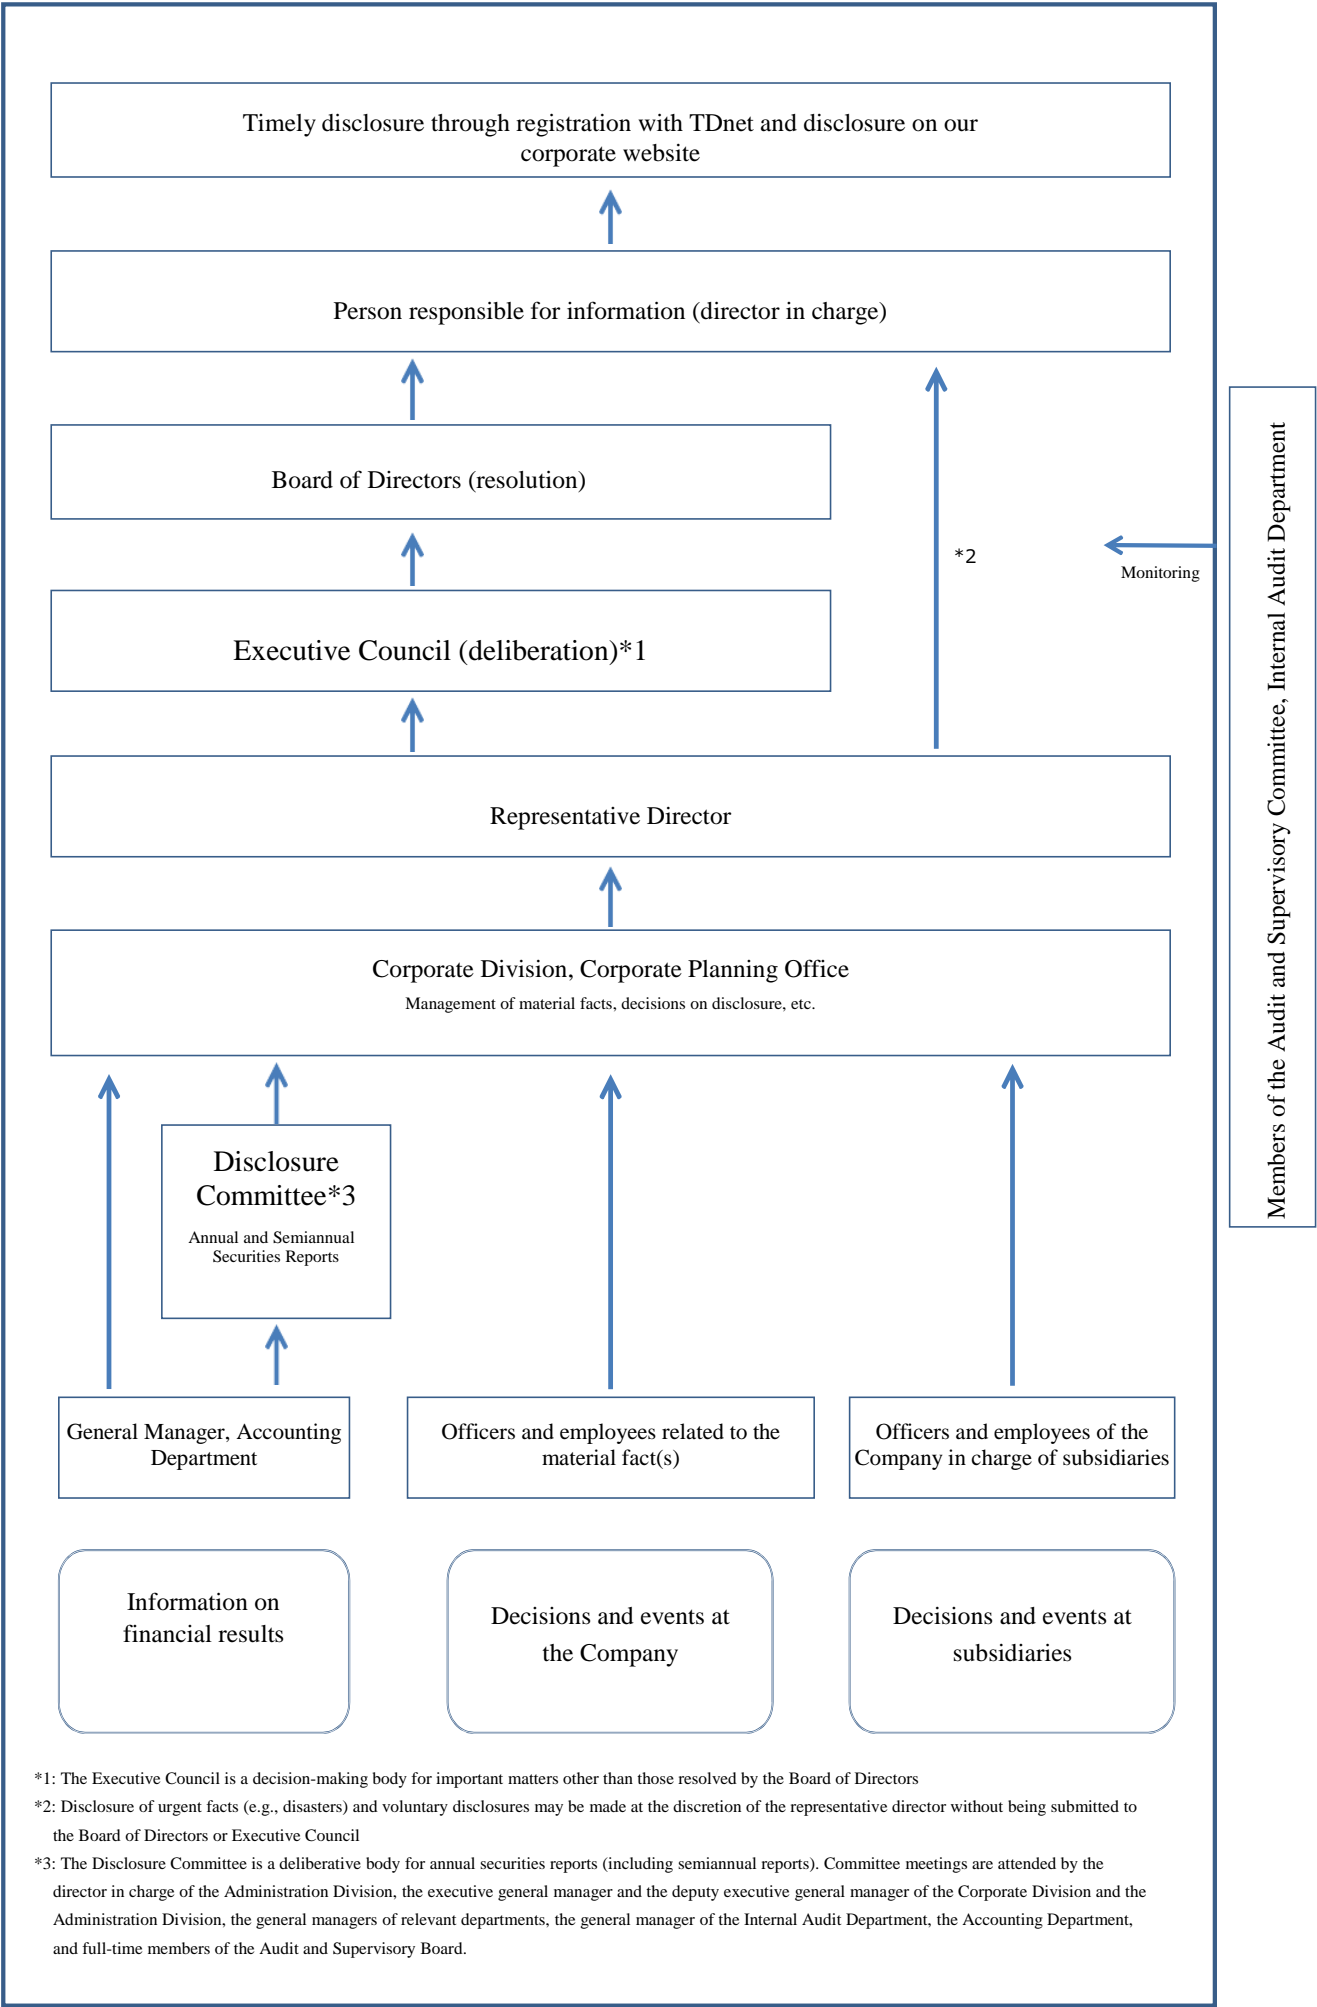 Timely disclosure through registration with TDnet and disclosure on our
corporate website
Person responsible for information (director in charge)
Board of Directors (resolution)
*2
Monitoring
Members of the Audit and Supervisory Committee, Internal Audit Department
Executive Council (deliberation)*1
Representative Director
Corporate Division, Corporate Planning Office
Management of material facts, decisions on disclosure, etc.
Disclosure
Committee*3
Annual and Semiannual
Securities Reports
General Manager, Accounting
Department
Officers and employees related to the
material fact(s)
Officers and employees of the
Company in charge of subsidiaries
Information on
financial results
Decisions and events at
the Company
Decisions and events at
subsidiaries
*1: The Executive Council is a decision-making body for important matters other than those resolved by the Board of Directors
*2: Disclosure of urgent facts (e.g., disasters) and voluntary disclosures may be made at the discretion of the representative director without being submitted to
the Board of Directors or Executive Council
*3: The Disclosure Committee is a deliberative body for annual securities reports (including semiannual reports). Committee meetings are attended by the
director in charge of the Administration Division, the executive general manager and the deputy executive general manager of the Corporate Division and the
Administration Division, the general managers of relevant departments, the general manager of the Internal Audit Department, the Accounting Department,
and full-time members of the Audit and Supervisory Board.